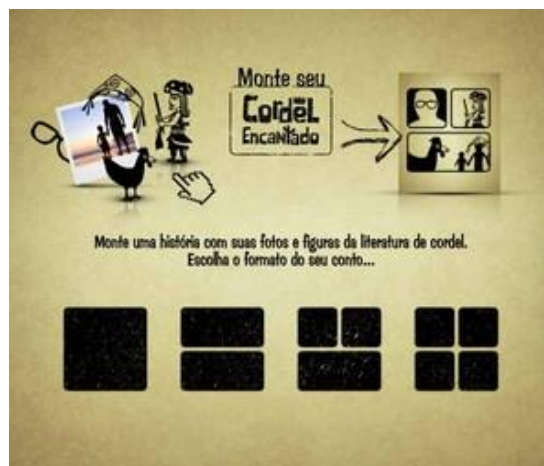 Monte seu
Cordel
Encantado
Monte uma história com suas fotos e figuras da literatura de cordel.
Escolha o formato do seu conto...